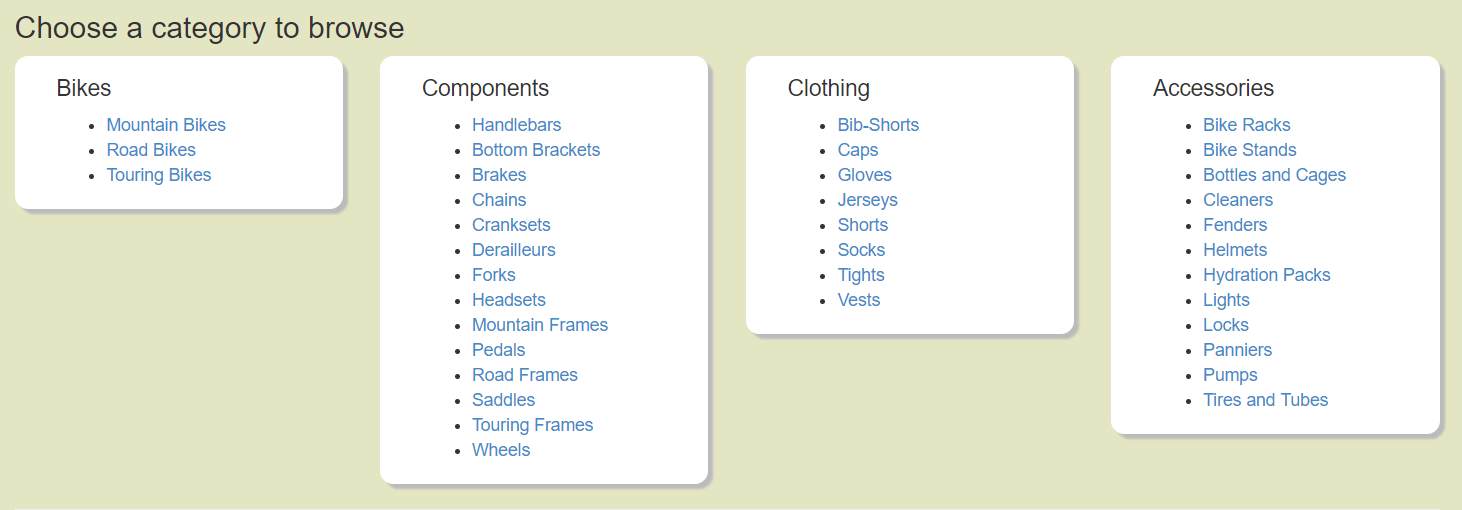 Choose a category to browse
Bikes
Mountain Bikes
Road Bikes
Touring Bikes
Components
Handlebars
Bottom Brackets
Brakes
Chains
Cranksets
Derailleurs
Forks
Headsets
Mountain Frames
Pedals
Road Frames
Saddles
Touring Frames
Wheels
Clothing
Bib-Shorts
Caps
Gloves
Jerseys
Shorts
Socks
Tights
Vests
Accessories
Bike Racks
Bike Stands
Bottles and Cages
Cleaners
Fenders
Helmets
Hydration Packs
Lights
Locks
Panniers
Pumps
Tires and Tubes